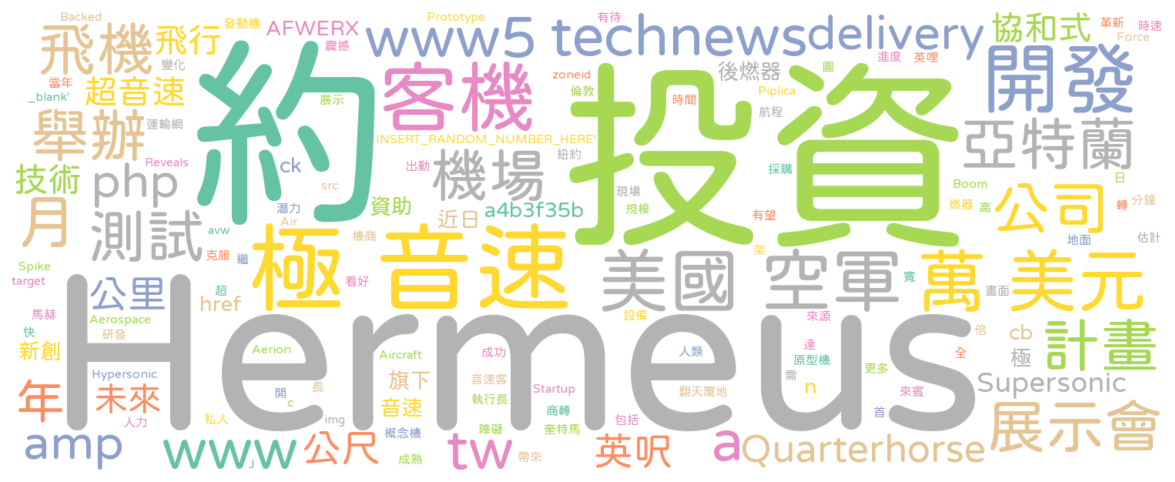 Backed
發動機
Prototype
有待
革新
時速
飛機
飛行
AFWERX
震撼
www5
technews
delivery
協和式
Force
變化
約
客機
投資
進度
英哩
開發
當年
_blank'
超音速
展示
zoneid
後燃器
圖
倫敦
時間
Piplica
航程
舉辦
運輸網
INSERT_RANDOM_NUMBER_HERE'
亞特蘭
技術
Reveals
php
ck
src
出動
機場
紐約
現場
採購
Boom
日
月
測試
潛力
資助
近日
a4b3f35b
規模
有望
燃器
高
公司
轉
分鐘
avw
Air
克服
繼
機商
極音速
架
地面
估計
Spike
target
公里
超
href
看好
美國
空軍
寬
萬
美元
畫面
馬赫
Aerospace
快
研發
Hermeus
設備
來源
倍
cb
計畫
新創
Aerion
Aircraft
成功
人類
達
原型機
更多
全
極
Hypersonic
開
長
旗下
音速客
執行長
Startup
翻天覆地
需
n
來賓
Supersonic
年
未來
人力
私人
c
img
音速
概念機
障礙
商轉
奎特馬
包括
首
展示會
amp
www
J
公尺
成熟
tw
帶來
英呎
a
Quarterhorse